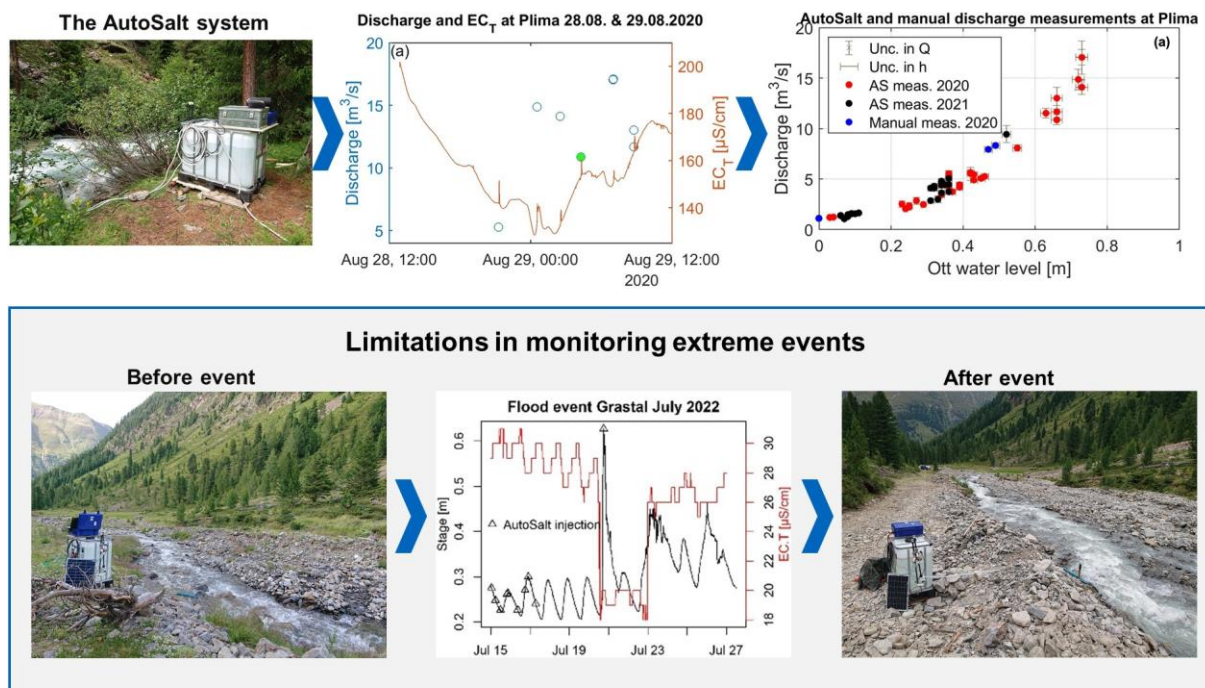 The AutoSalt system
Discharge and EC_T at Plima 28.08. & 29.08.2020
(a)
Discharge [m³/s]
20
15
10
5
EC_T [µS/cm]
200
180
160
140
Aug 28, 12:00
Aug 29, 00:00
Aug 29, 12:00
2020
AutoSalt and manual discharge measurements at Plima
(a)
Unc. in Q
Unc. in h
AS meas. 2020
AS meas. 2021
Manual meas. 2020
Discharge [m³/s]
20
15
10
5
0
0
0.2
0.4
0.6
0.8
1
Ott water level [m]
Limitations in monitoring extreme events
Before event
Flood event Grastal July 2022
Stage [m]
0.6
0.5
0.4
0.3
0.2
AutoSalt injection
EC.T [µS/cm]
30
28
26
24
22
20
18
Jul 15
Jul 19
Jul 23
Jul 27
After event